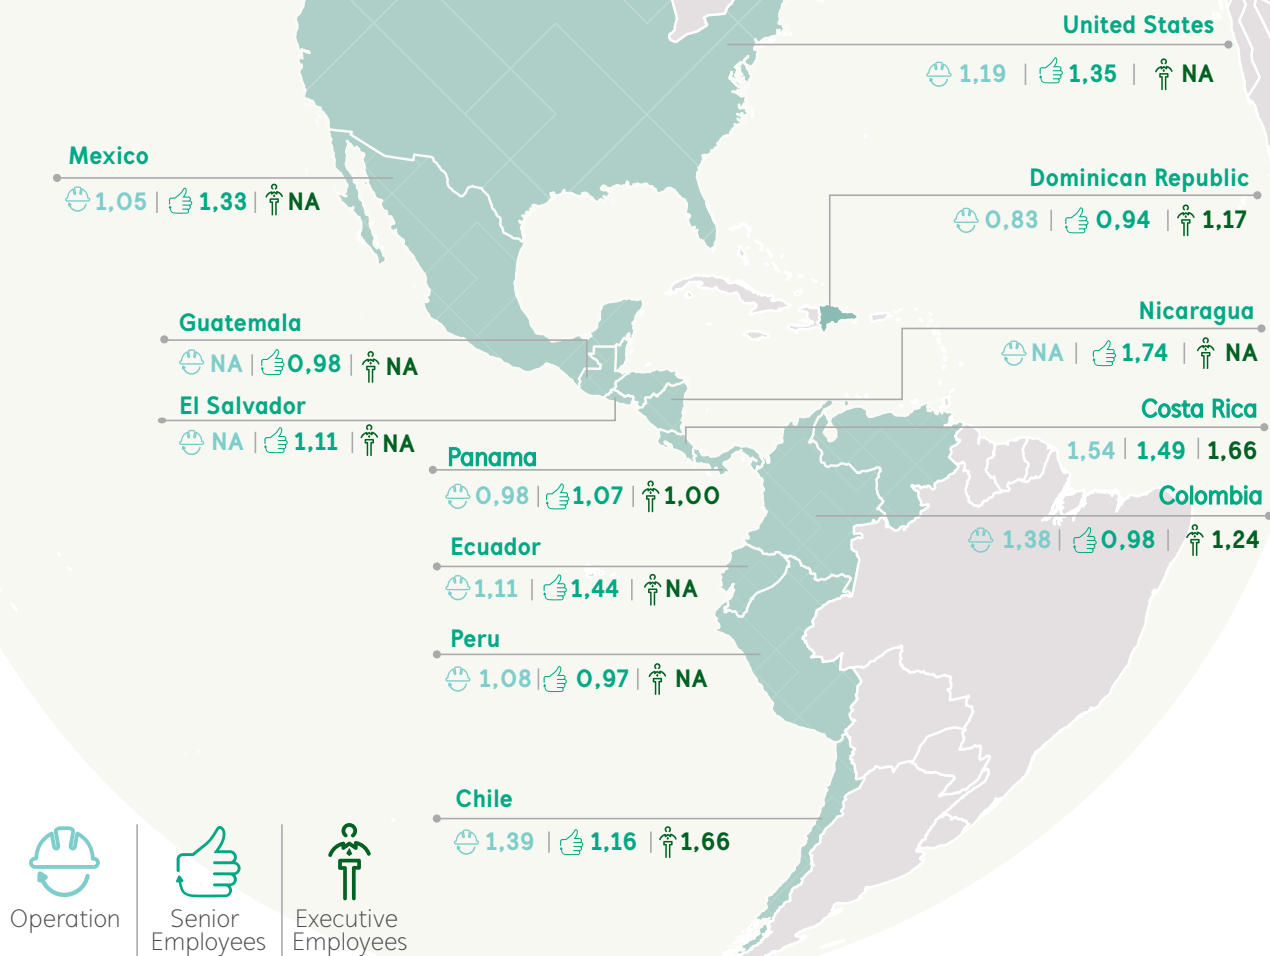 United States
1,19 | 1,35 | NA
Mexico
1,05 | 1,33 | NA
Dominican Republic
0,83 | 0,94 | 1,17
Guatemala
NA | 0,98 | NA
Nicaragua
NA | 1,74 | NA
El Salvador
NA | 1,11 | NA
Costa Rica
1,54 | 1,49 | 1,66
Panama
0,98 | 1,07 | 1,00
Colombia
1,38 | 0,98 | 1,24
Ecuador
1,11 | 1,44 | NA
Peru
1,08 | 0,97 | NA
Chile
1,39 | 1,16 | 1,66
Operation
Senior
Employees
Executive
Employees